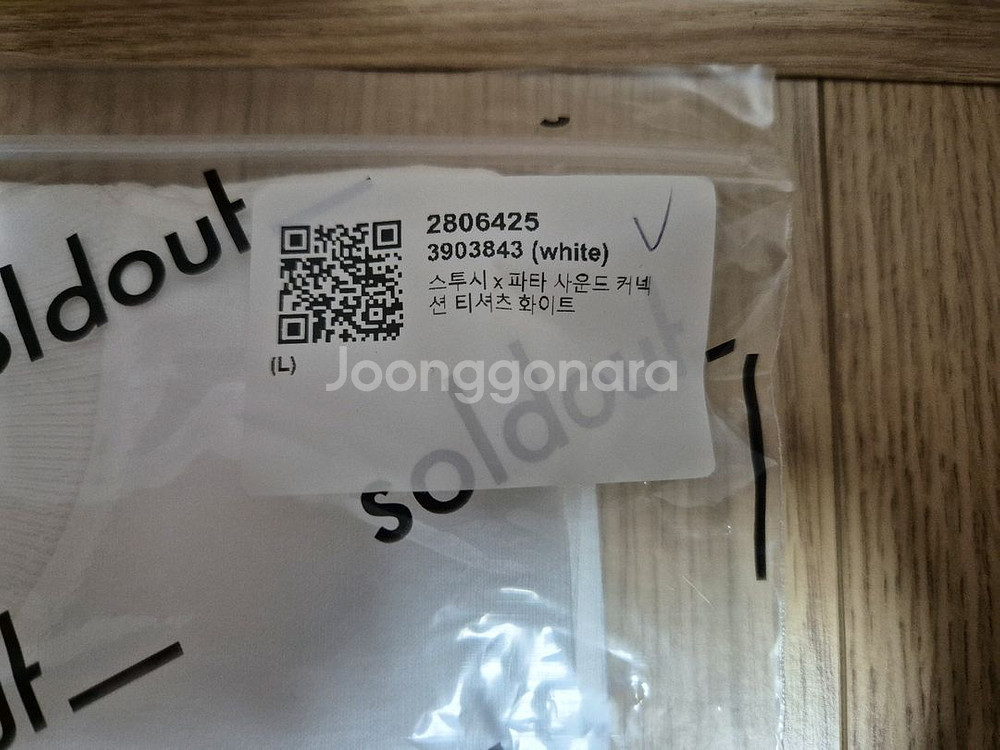 soldout
2806425
3903843 (white)
스투시 x 파타 사운드 커넥
션 티셔츠 화이트
(L)
Joonggonara
soldout